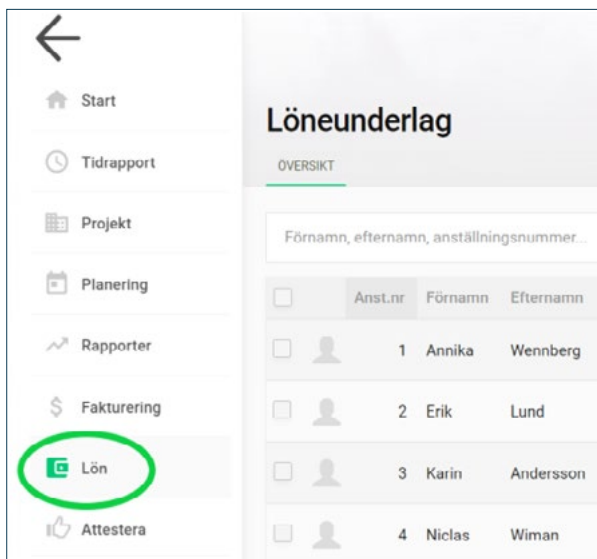 Start
Tidrapport
Projekt
Planering
Rapporter
Fakturering
Lön
Attestera
Löneunderlag
ÖVERSIKT
Förnamn, efternamn, anställningsnummer...
Anst.nr Förnamn Efternamn
1 Annika Wennberg
2 Erik Lund
3 Karin Andersson
4 Niclas Wiman